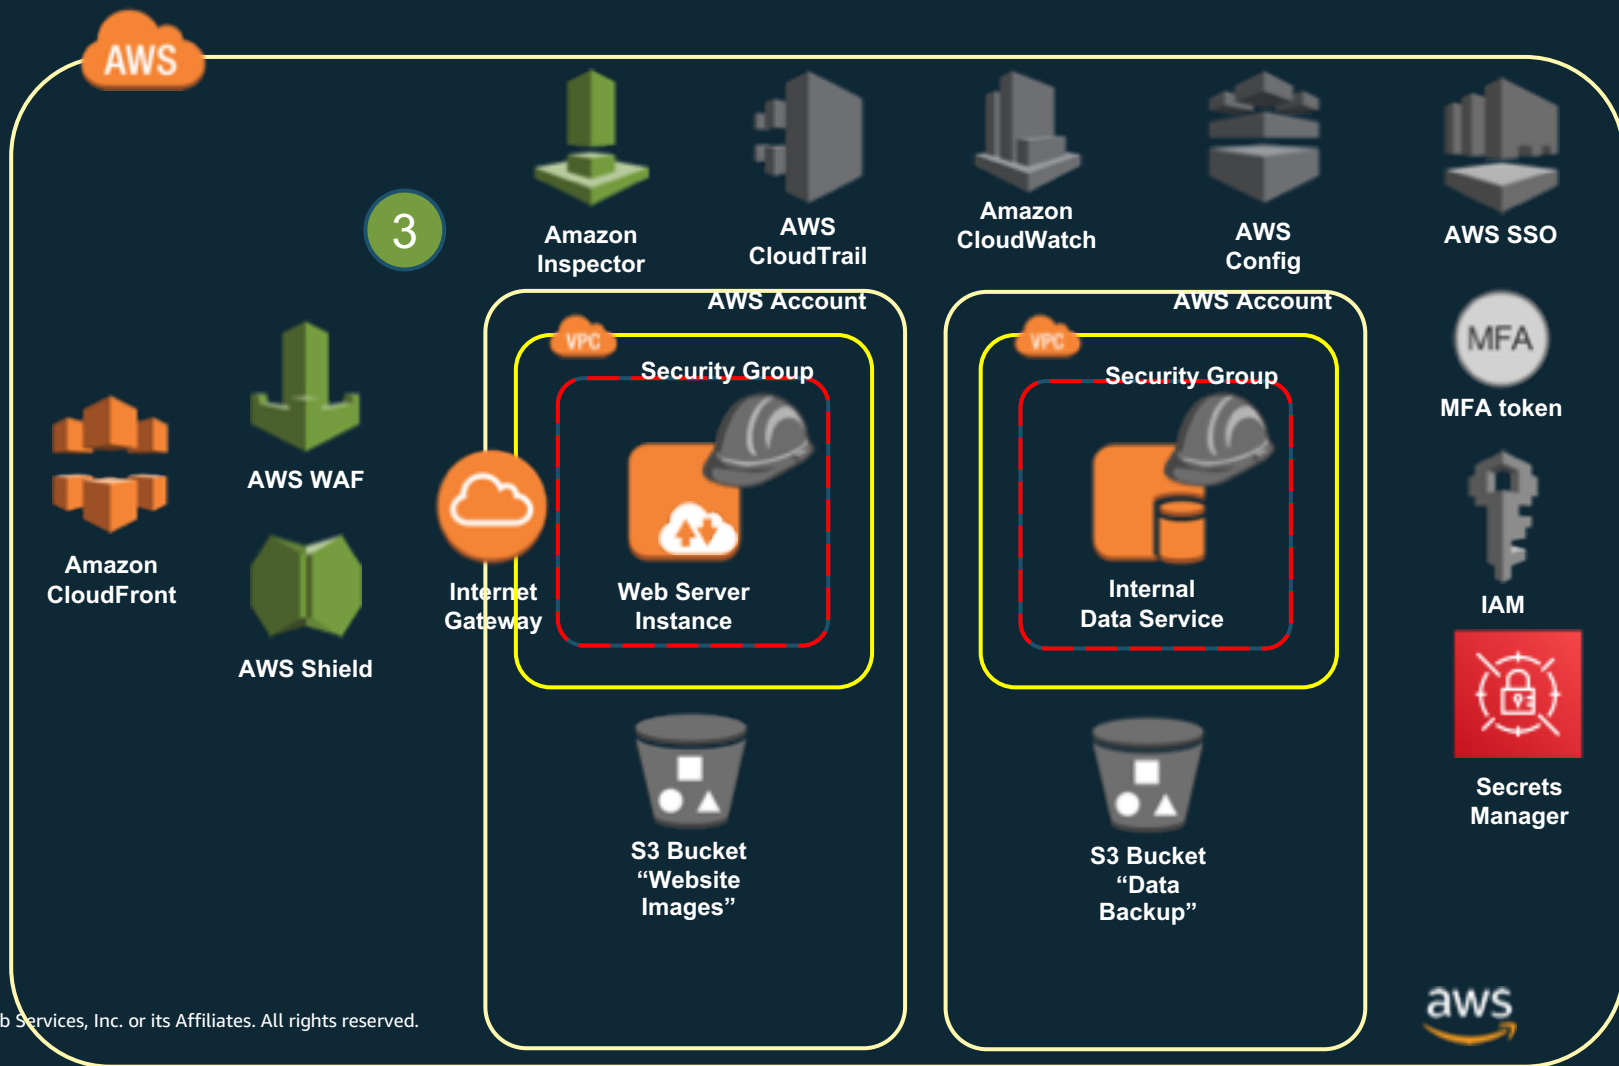 AWS
3
Amazon
Inspector
AWS
CloudTrail
Amazon
CloudWatch
AWS
Config
AWS SSO
AWS Account
AWS Account
VPC
VPC
Security Group
Security Group
MFA
MFA token
AWS WAF
Amazon
CloudFront
AWS Shield
Internet
Gateway
Web Server
Instance
Internal
Data Service
IAM
Secrets
Manager
S3 Bucket
“Website
Images”
S3 Bucket
“Data
Backup”
b Services, Inc. or its Affiliates. All rights reserved.
aws